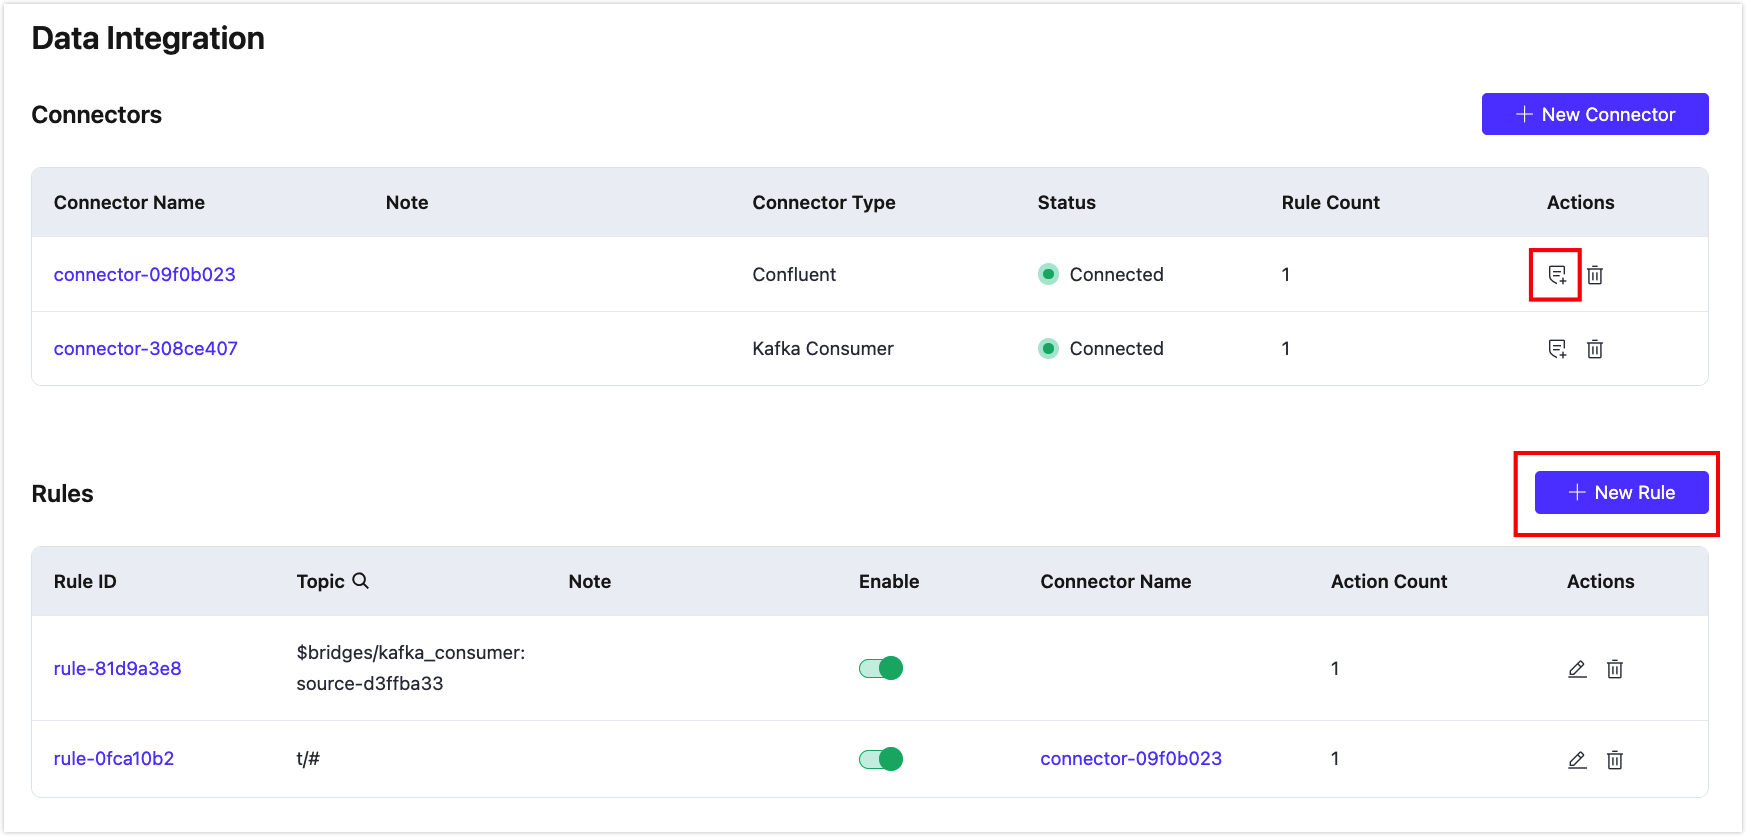 Data Integration
Connectors
New Connector
Connector Name Note Connector Type Status Rule Count Actions
connector-09f0b023 Confluent Connected 1
connector-308ce407 Kafka Consumer Connected 1
Rules
New Rule
Rule ID Topic Note Enable Connector Name Action Count Actions
rule-81d9a3e8 $bridges/kafka_consumer: 1
source-d3ffba33
rule-0fca10b2 t/# connector-09f0b023 1